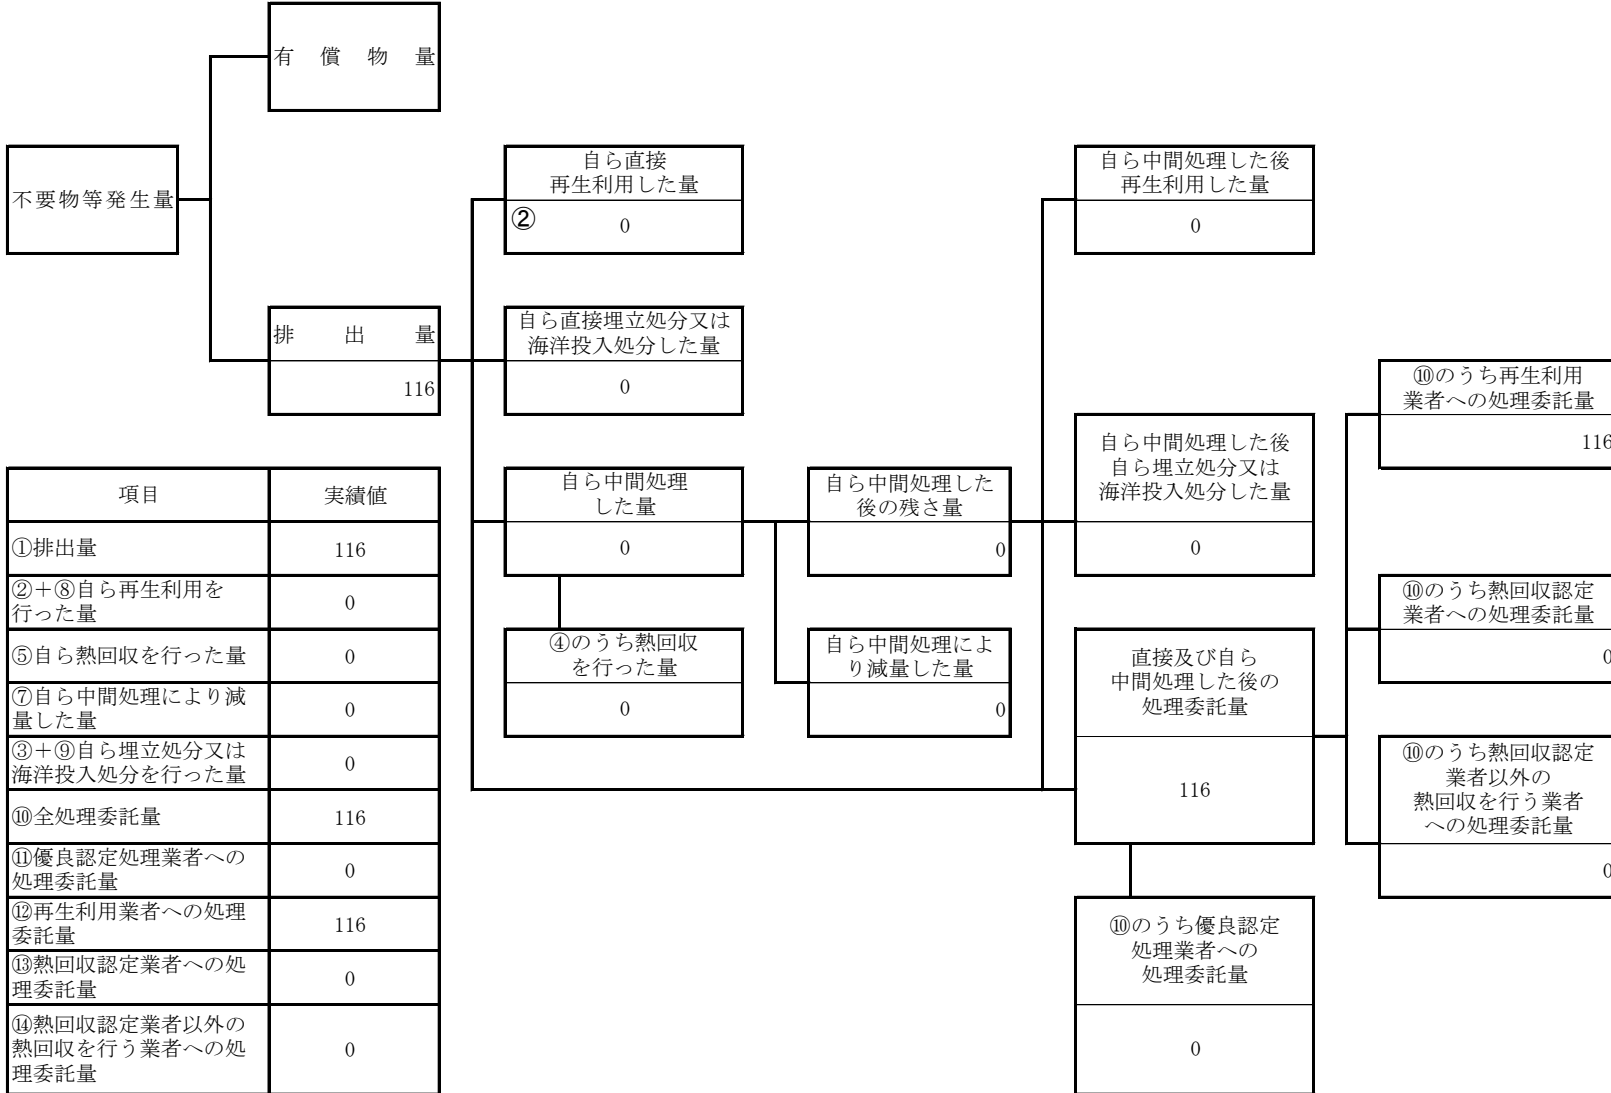 有償物量
不要物等発生量
排出量
116
自ら直接
再生利用した量
②
0
自ら直接埋立処分又は
海洋投入処分した量
0
自ら中間処理
した量
0
④のうち熱回収
を行った量
0
自ら中間処理した
後の残さ量
0
自ら中間処理によ
り減量した量
0
自ら中間処理した後
再生利用した量
0
自ら中間処理した後
自ら埋立処分又は
海洋投入処分した量
0
直接及び自ら
中間処理した後の
処理委託量
116
⑩のうち優良認定
処理業者への
処理委託量
0
⑩のうち再生利用
業者への処理委託量
116
⑩のうち熱回収認定
業者への処理委託量
0
⑩のうち熱回収認定
業者以外の
熱回収を行う業者
への処理委託量
0
項目 実績値
①排出量 116
②＋⑧自ら再生利用を
行った量 0
⑤自ら熱回収を行った量 0
⑦自ら中間処理により減
量した量 0
③＋⑨自ら埋立処分又は
海洋投入処分を行った量 0
⑩全処理委託量 116
⑪優良認定処理業者への
処理委託量 0
⑫再生利用業者への処理
委託量 116
⑬熱回収認定業者への処
理委託量 0
⑭熱回収認定業者以外の
熱回収を行う業者への処
理委託量 0